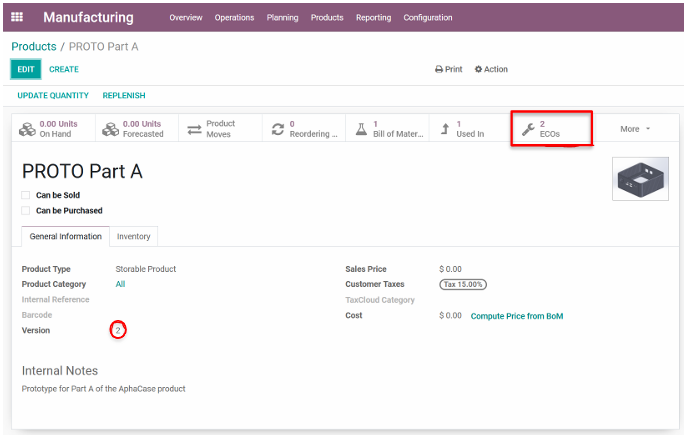 Manufacturing Overview Operations Planning Products Reporting Configuration
Products / PROTO Part A
EDIT CREATE Print Action
UPDATE QUANTITY REPLENISH
0.00 Units 0.00 Units Product 0 1 1 2
On Hand Forecasted Moves Reordering ... Bill of Mater... Used In ECOs More
PROTO Part A
Can be Sold
Can be Purchased
General Information Inventory
Product Type Storable Product Sales Price $ 0.00
Product Category All Customer Taxes Tax 15.00%
Internal Reference TaxCloud Category
Barcode Cost $ 0.00 Compute Price from BoM
Version 2
Internal Notes
Prototype for Part A of the AphaCase product